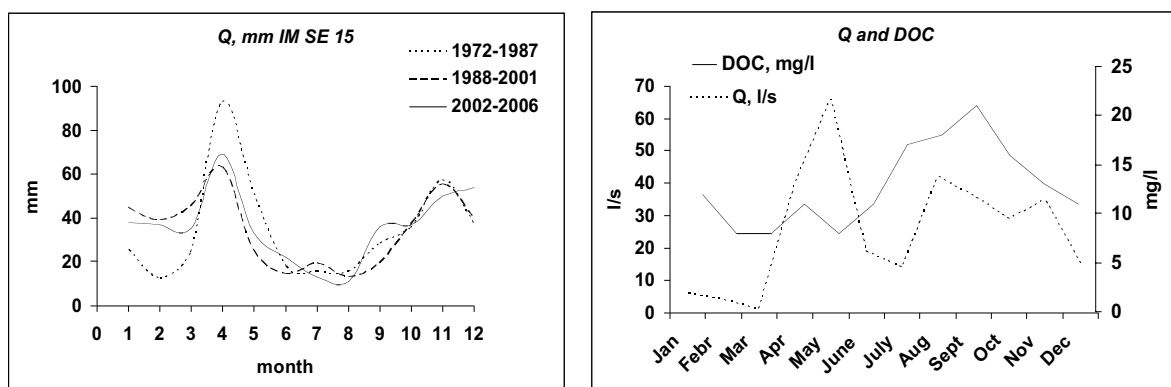 Q, mm IM SE 15
1972-1987
1988-2001
2002-2006
100
80
60
40
20
0
mm
0 1 2 3 4 5 6 7 8 9 10 11 12
month
Q and DOC
DOC, mg/l
Q, l/s
70
60
50
40
30
20
10
0
l/s
25
20
15
10
5
0
mg/l
Jan Febr Mar Apr May June July Aug Sept Oct Nov Dec